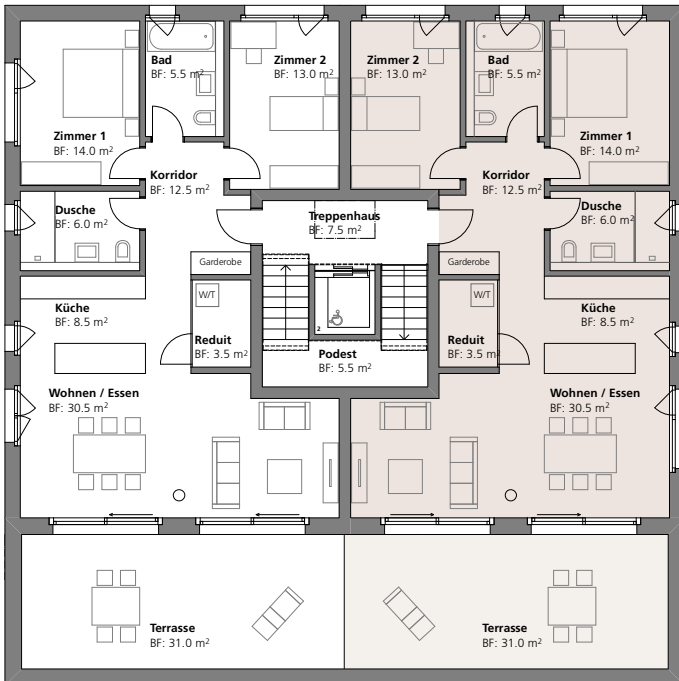 Bad
BF: 5.5 m²
Zimmer 2
BF: 13.0 m²
Zimmer 2
BF: 13.0 m²
Bad
BF: 5.5 m²
Zimmer 1
BF: 14.0 m²
Zimmer 1
BF: 14.0 m²
Korridor
BF: 12.5 m²
Korridor
BF: 12.5 m²
Dusche
BF: 6.0 m²
Treppenhaus
BF: 7.5 m²
Dusche
BF: 6.0 m²
Garderobe
Garderobe
W/T
W/T
Küche
BF: 8.5 m²
2
Küche
BF: 8.5 m²
Reduit
BF: 3.5 m²
Podest
BF: 5.5 m²
Reduit
BF: 3.5 m²
Wohnen / Essen
BF: 30.5 m²
Wohnen / Essen
BF: 30.5 m²
Terrasse
BF: 31.0 m²
Terrasse
BF: 31.0 m²